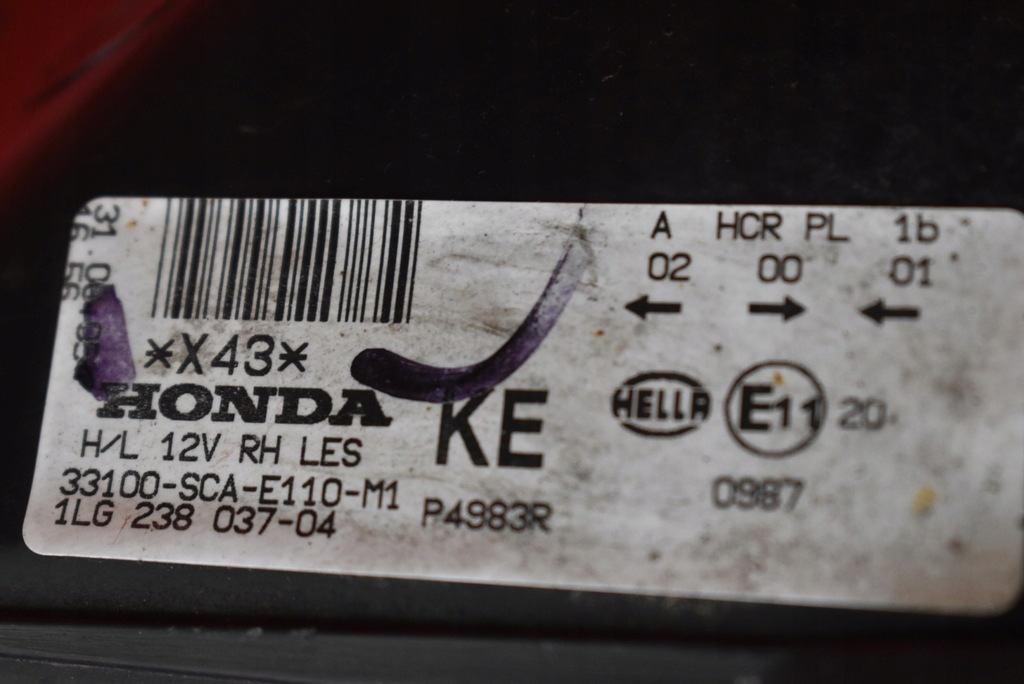 *X43*
HONDA
KE
H/L 12V RH LES
33100-SCA-E110-M1
1LG 238 037-04
P4983R
A HCR PL 1b
02 00 01
← → ←
HELLA E11 20
0987